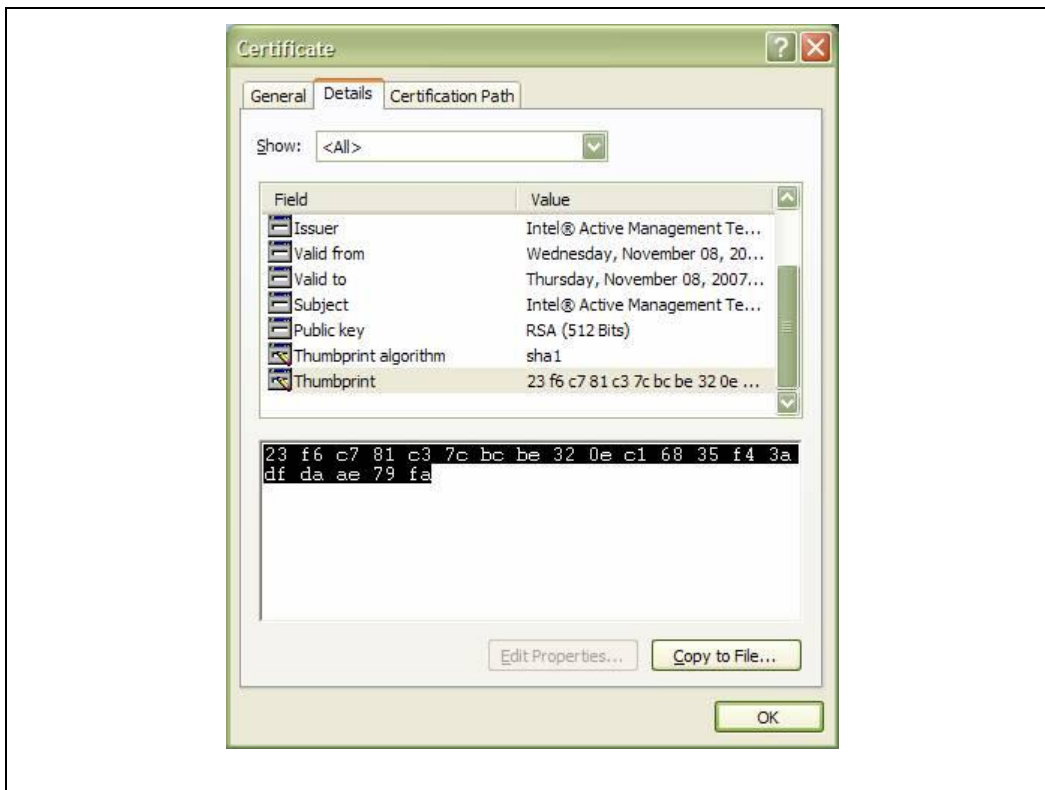 Certificate
General Details Certification Path
Show: <All>
Field Value
Issuer Intel® Active Management Te...
Valid from Wednesday, November 08, 20...
Valid to Thursday, November 08, 2007...
Subject Intel® Active Management Te...
Public key RSA (512 Bits)
Thumbprint algorithm sha1
Thumbprint 23 f6 c7 81 c3 7c bc be 32 0e ...
23 f6 c7 81 c3 7c bc be 32 0e c1 68 35 f4 3a
df da ae 79 fa
Edit Properties... Copy to File...
OK